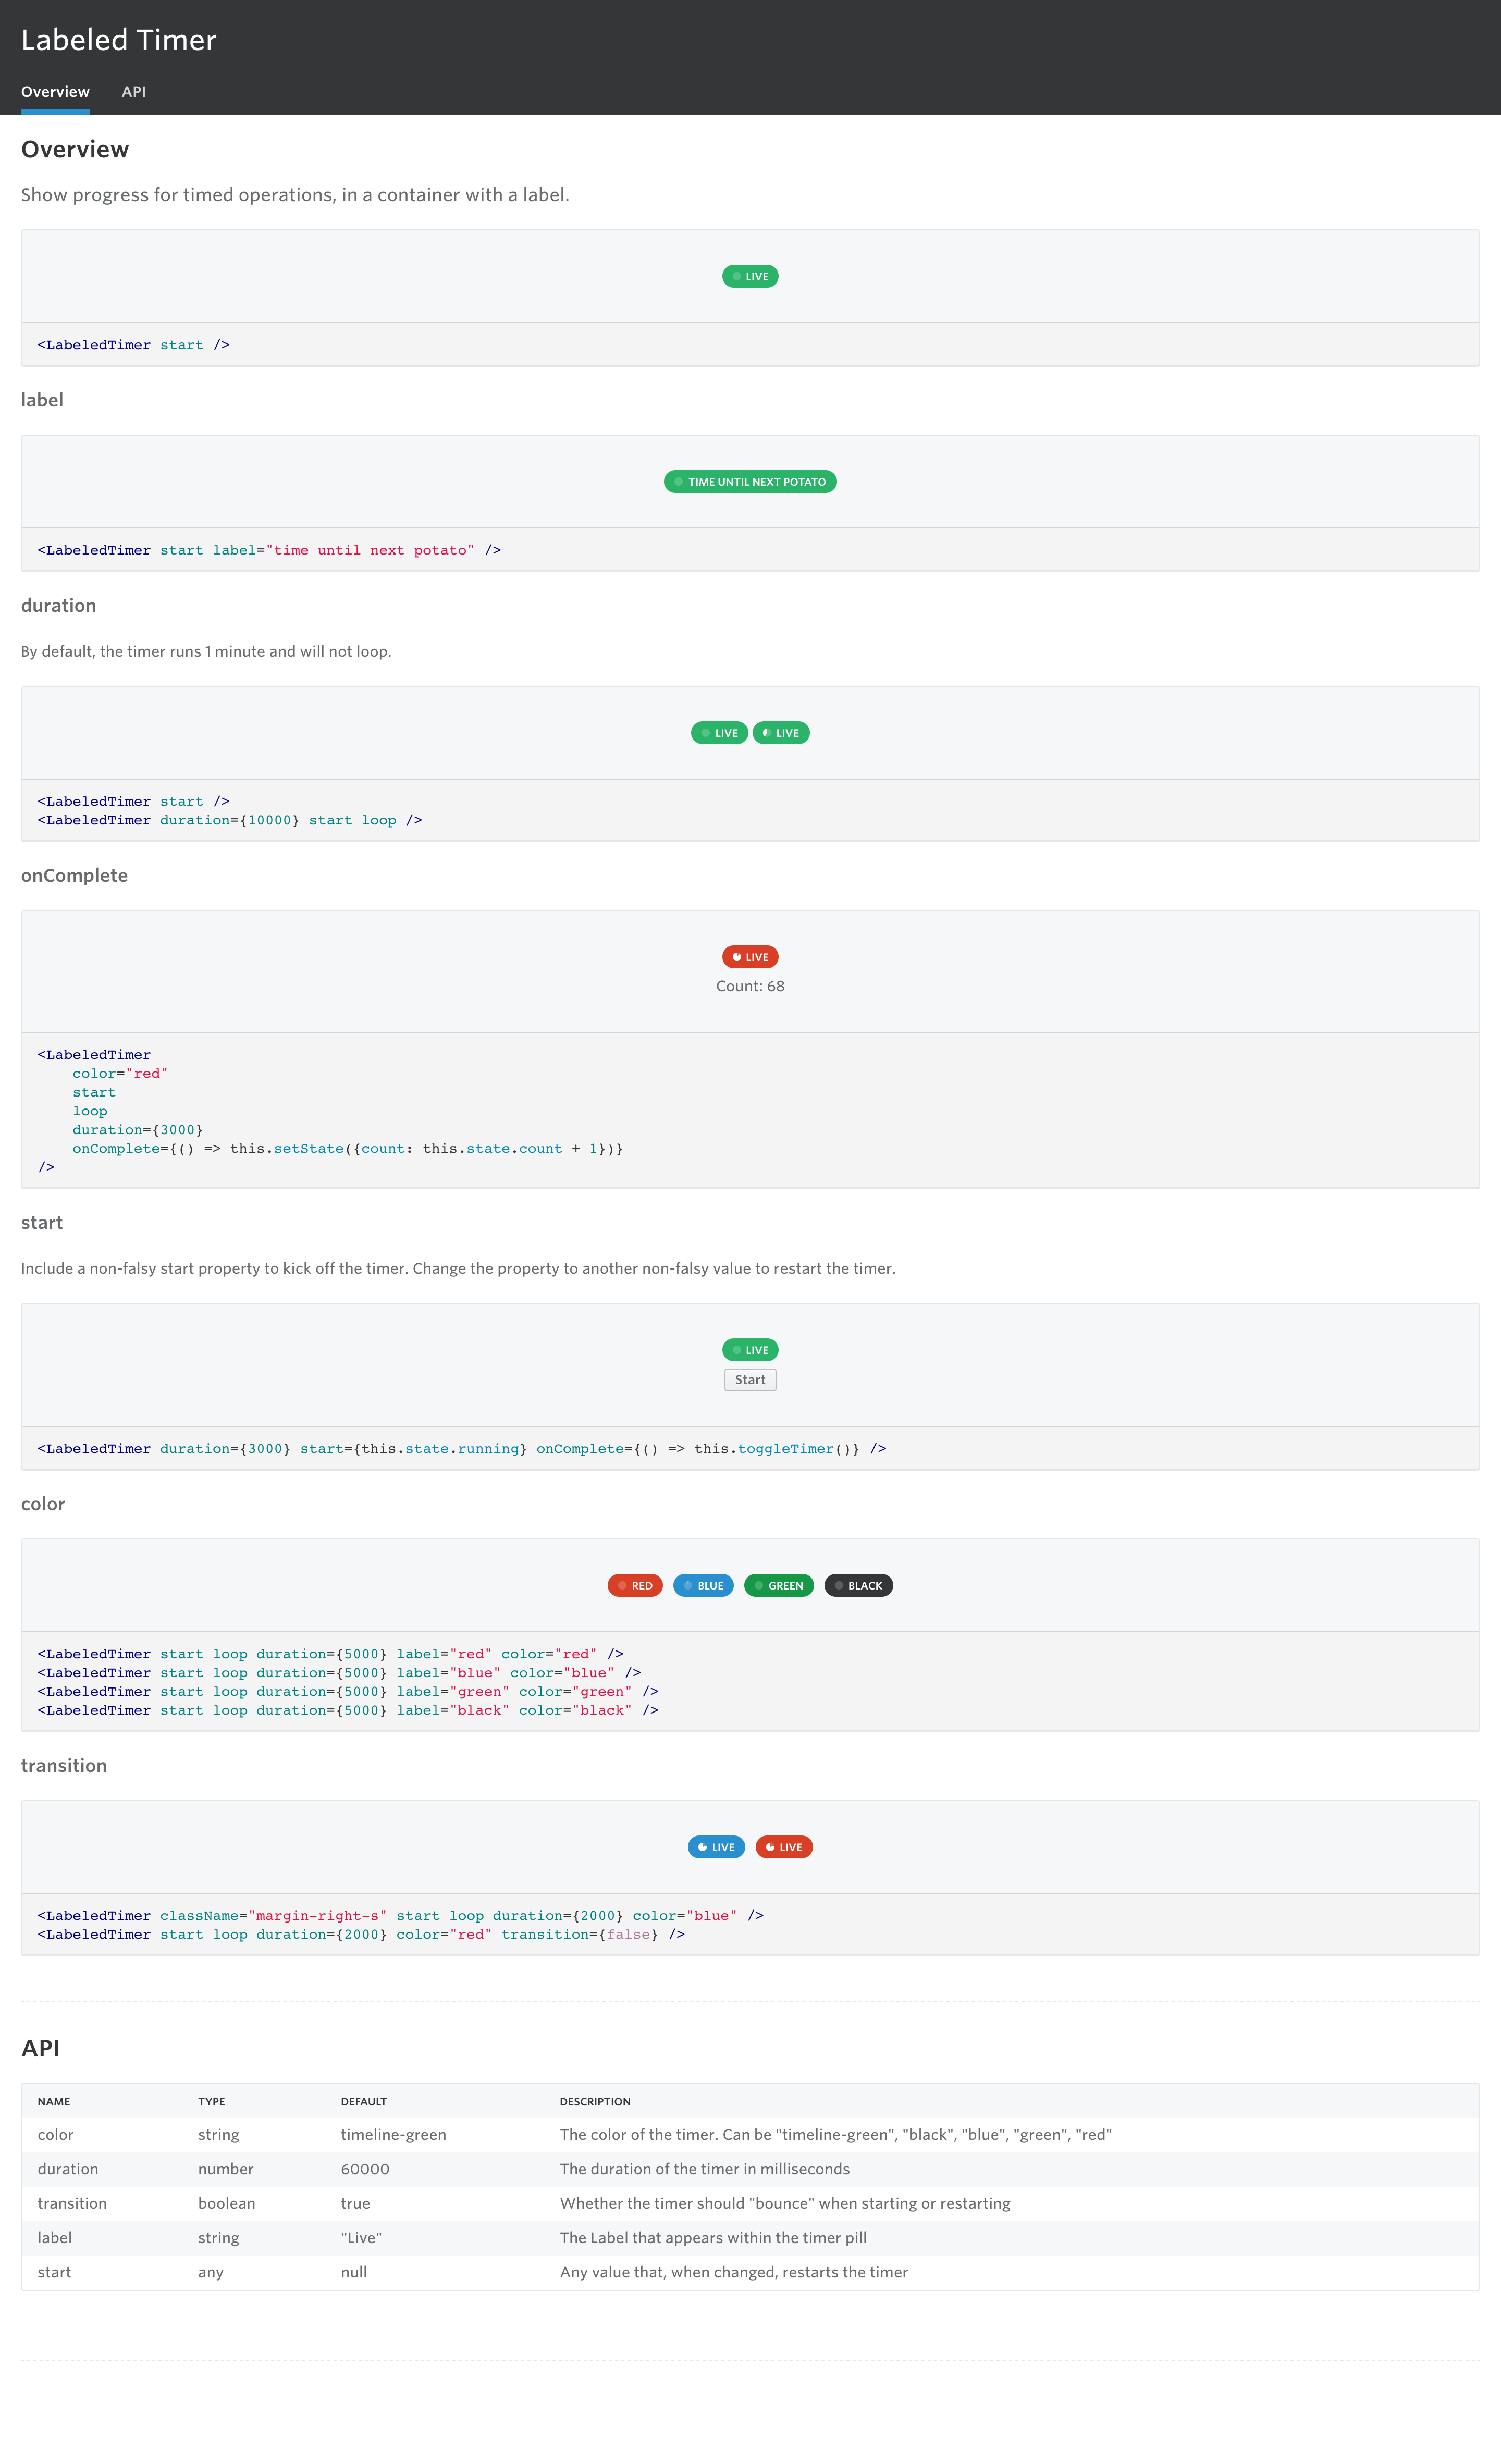 Labeled Timer
Overview API
Overview
Show progress for timed operations, in a container with a label.
LIVE
<LabeledTimer start />
label
TIME UNTIL NEXT POTATO
<LabeledTimer start label="time until next potato" />
duration
By default, the timer runs 1 minute and will not loop.
LIVE LIVE
<LabeledTimer start />
<LabeledTimer duration={10000} start loop />
onComplete
LIVE
Count: 68
<LabeledTimer
    color="red"
    start
    loop
    duration={3000}
    onComplete={() => this.setState({count: this.state.count + 1})}
/>
start
Include a non-falsy start property to kick off the timer. Change the property to another non-falsy value to restart the timer.
LIVE
Start
<LabeledTimer duration={3000} start={this.state.running} onComplete={() => this.toggleTimer()} />
color
RED BLUE GREEN BLACK
<LabeledTimer start loop duration={5000} label="red" color="red" />
<LabeledTimer start loop duration={5000} label="blue" color="blue" />
<LabeledTimer start loop duration={5000} label="green" color="green" />
<LabeledTimer start loop duration={5000} label="black" color="black" />
transition
LIVE LIVE
<LabeledTimer className="margin-right-s" start loop duration={2000} color="blue" />
<LabeledTimer start loop duration={2000} color="red" transition={false} />
API
NAME TYPE DEFAULT DESCRIPTION
color string timeline-green The color of the timer. Can be "timeline-green", "black", "blue", "green", "red"
duration number 60000 The duration of the timer in milliseconds
transition boolean true Whether the timer should "bounce" when starting or restarting
label string "Live" The Label that appears within the timer pill
start any null Any value that, when changed, restarts the timer